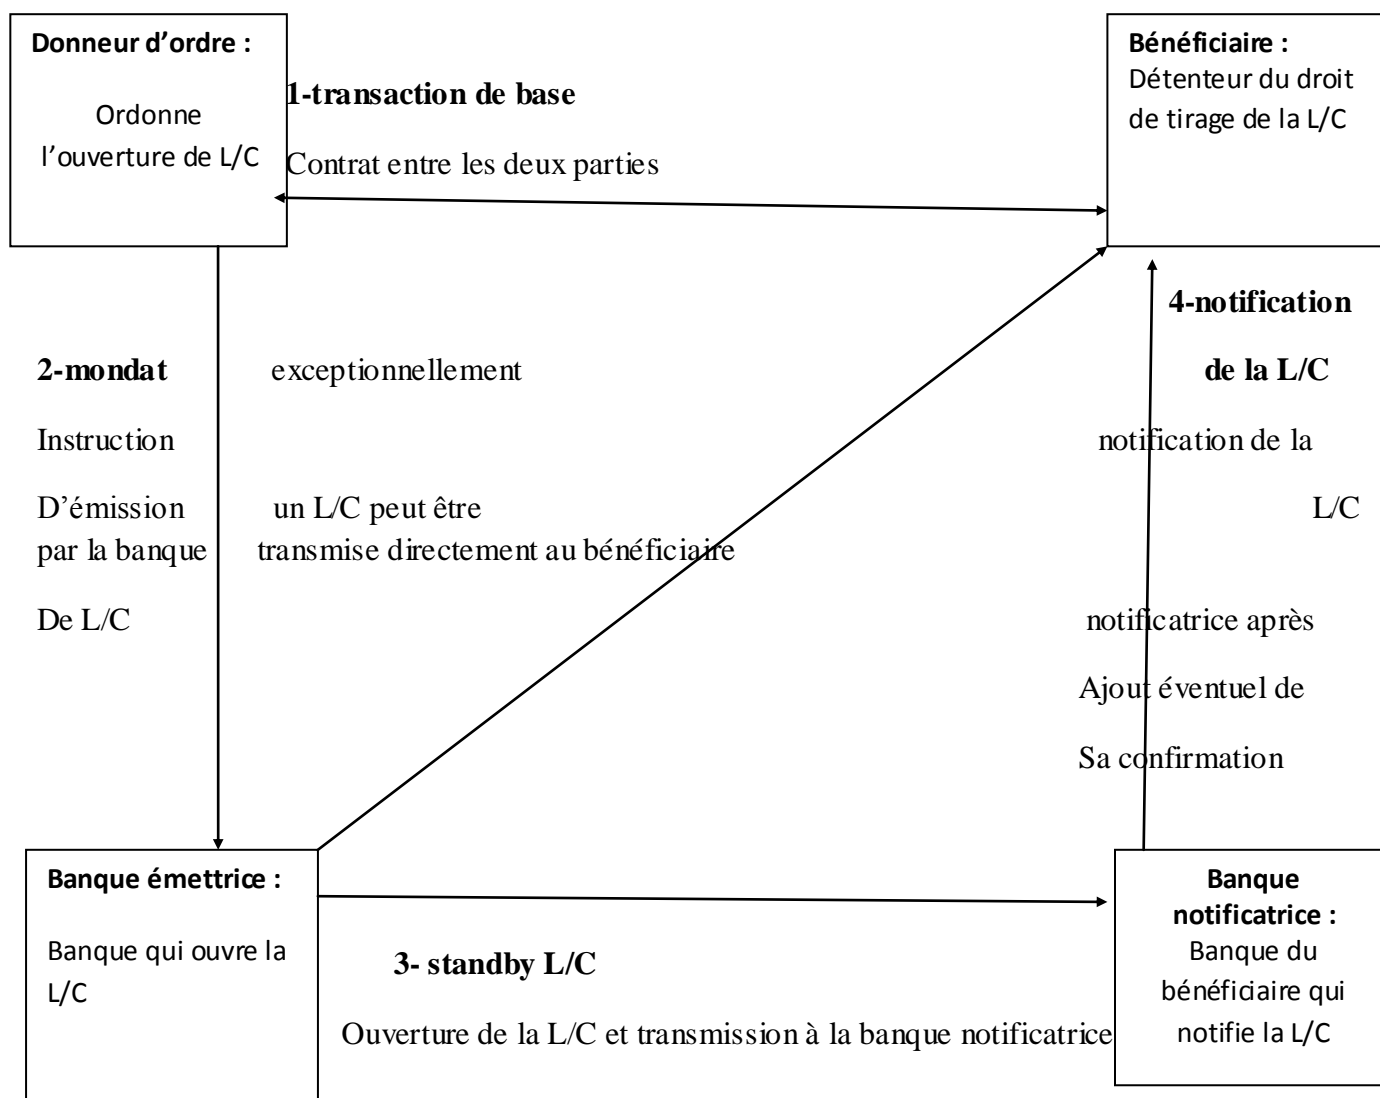 Donneur d’ordre :
Ordonne
l’ouverture de L/C
1-transaction de base
Contrat entre les deux parties
Bénéficiaire :
Détenteur du droit
de tirage de la L/C
2-mondat
Instruction
D’émission
par la banque
De L/C
exceptionnellement
un L/C peut être
transmise directement au bénéficiaire
4-notification
de la L/C
notification de la
L/C
notificatrice après
Ajout éventuel de
Sa confirmation
Banque émettrice :
Banque qui ouvre la
L/C
3- standby L/C
Ouverture de la L/C et transmission à la banque notificatrice
Banque
notificatrice :
Banque du
bénéficiaire qui
notifie la L/C